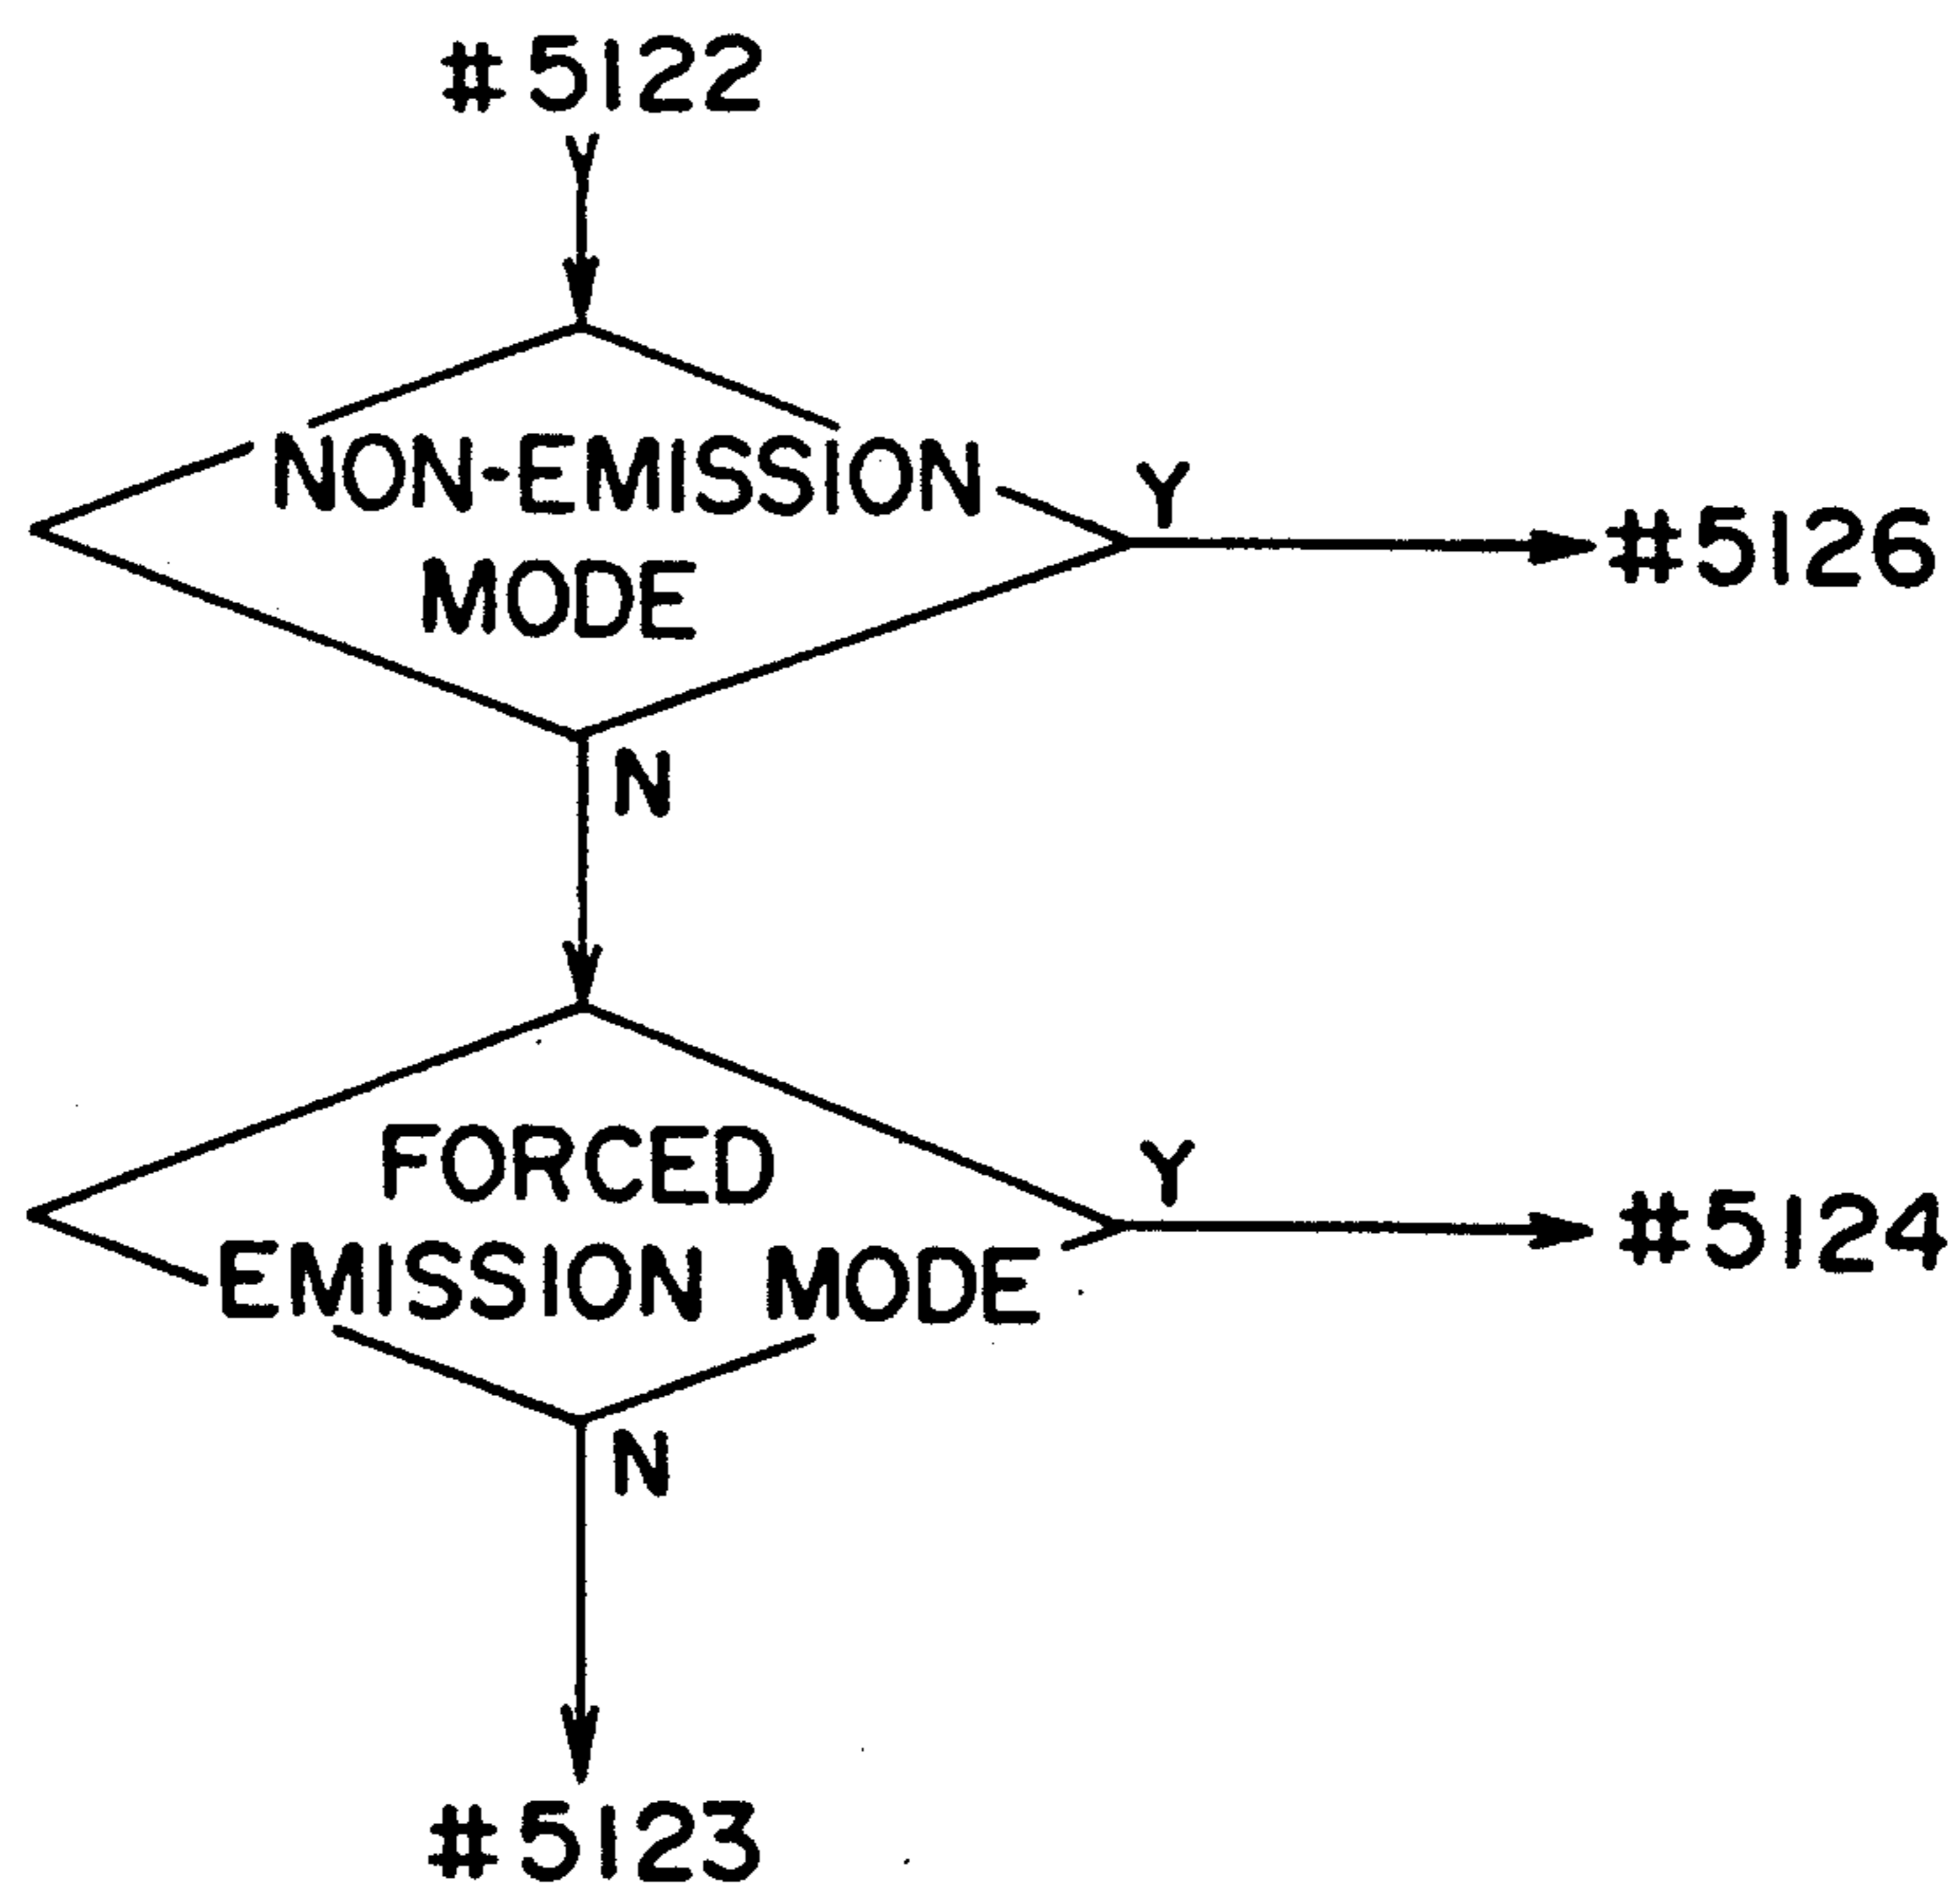 #5122
NON-EMISSION
MODE
Y
#5126
N
FORCED
EMISSION MODE
Y
#5124
N
#5123